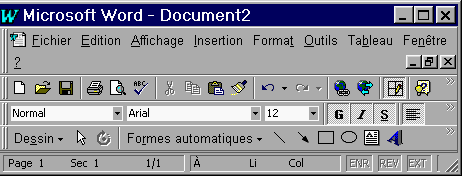 Microsoft Word - Document2
Fichier Edition Affichage Insertion Format Outils Tableau Fenêtre
?
ABC
Normal Arial 12 G I S
Dessin Formes automatiques A
Page 1 Sec 1 1/1 À Li Col ENR REV EXT